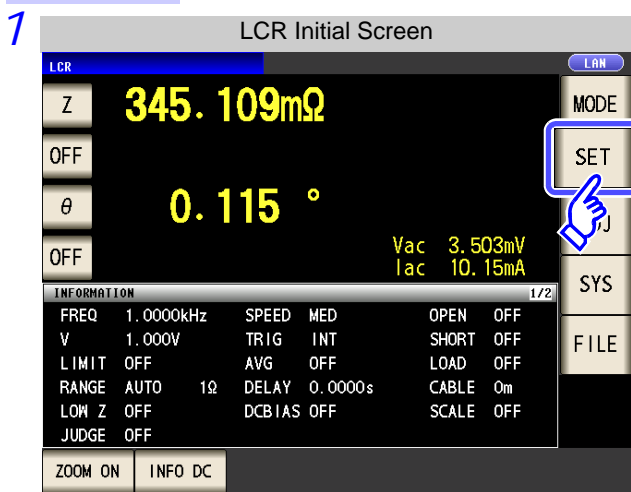 1
LCR Initial Screen
LCR
LAN
Z 345.109mΩ
MODE
OFF
SET
θ 0.115 °
OFF
Vac 3.503mV
Iac 10.15mA
SYS
INFORMATION 1/2
FREQ 1.0000kHz SPEED MED OPEN OFF
V 1.000V TRIG INT SHORT OFF
FILE
LIMIT OFF AVG OFF LOAD OFF
RANGE AUTO 1Ω DELAY 0.0000s CABLE 0m
LOW Z OFF DCBIAS OFF SCALE OFF
JUDGE OFF
ZOOM ON INFO DC